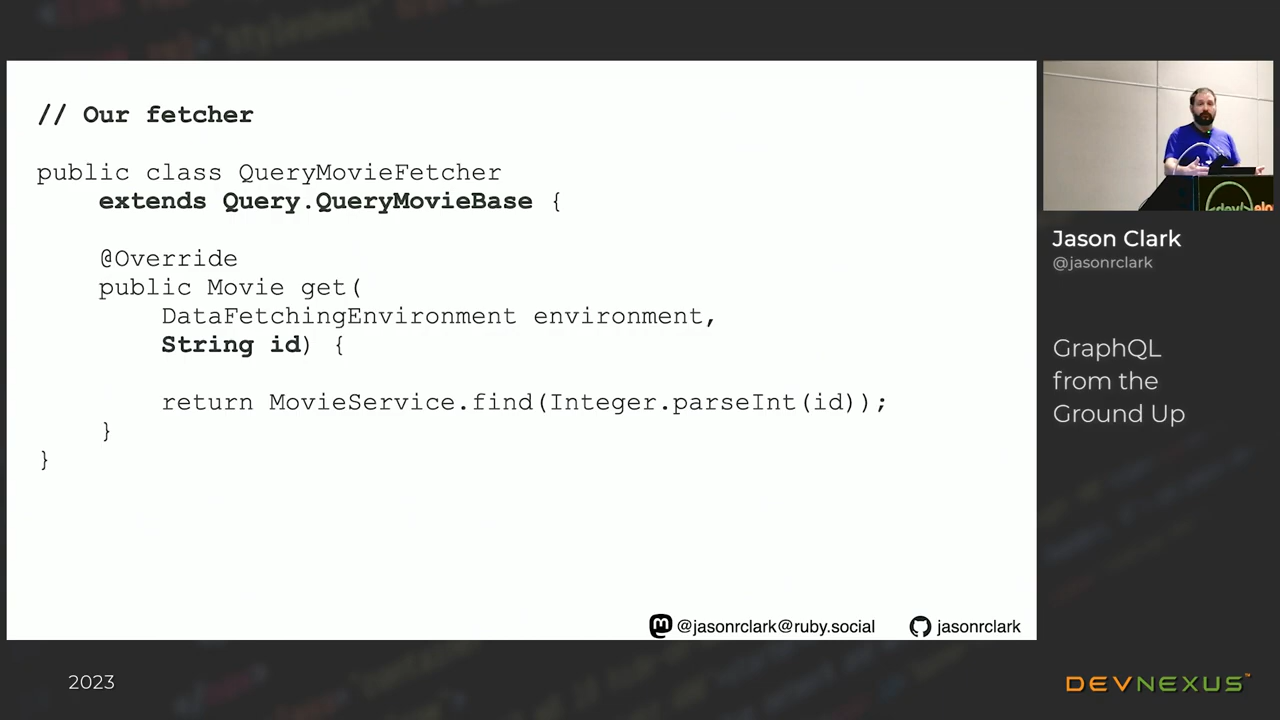 // Our fetcher
public class QueryMovieFetcher
extends Query.QueryMovieBase {
@Override
public Movie get(
DataFetchingEnvironment environment,
String id) {
return MovieService.find(Integer.parseInt(id));
}
}
@jasonrclark@ruby.social
jasonrclark
Jason Clark
@jasonrclark
GraphQL
from the
Ground Up
2023
DEVNEXUS